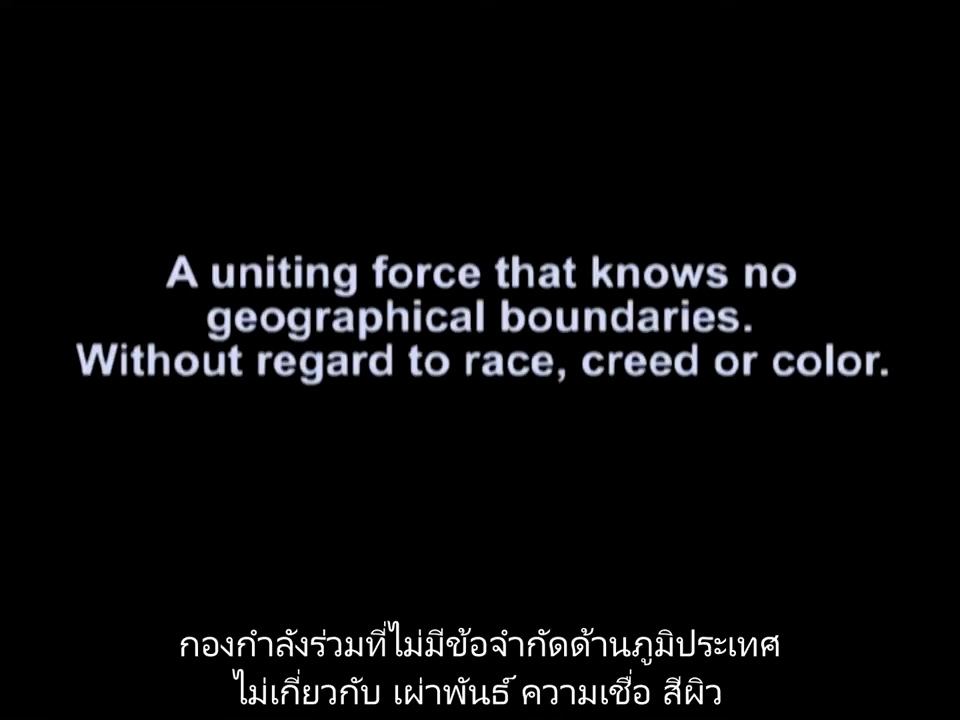 A uniting force that knows no
geographical boundaries.
Without regard to race, creed or color.
กองกำลังร่วมที่ไม่มีข้อจำกัดด้านภูมิประเทศ
ไม่เกี่ยวกับ เผ่าพันธ์ ความเชื่อ สีผิว